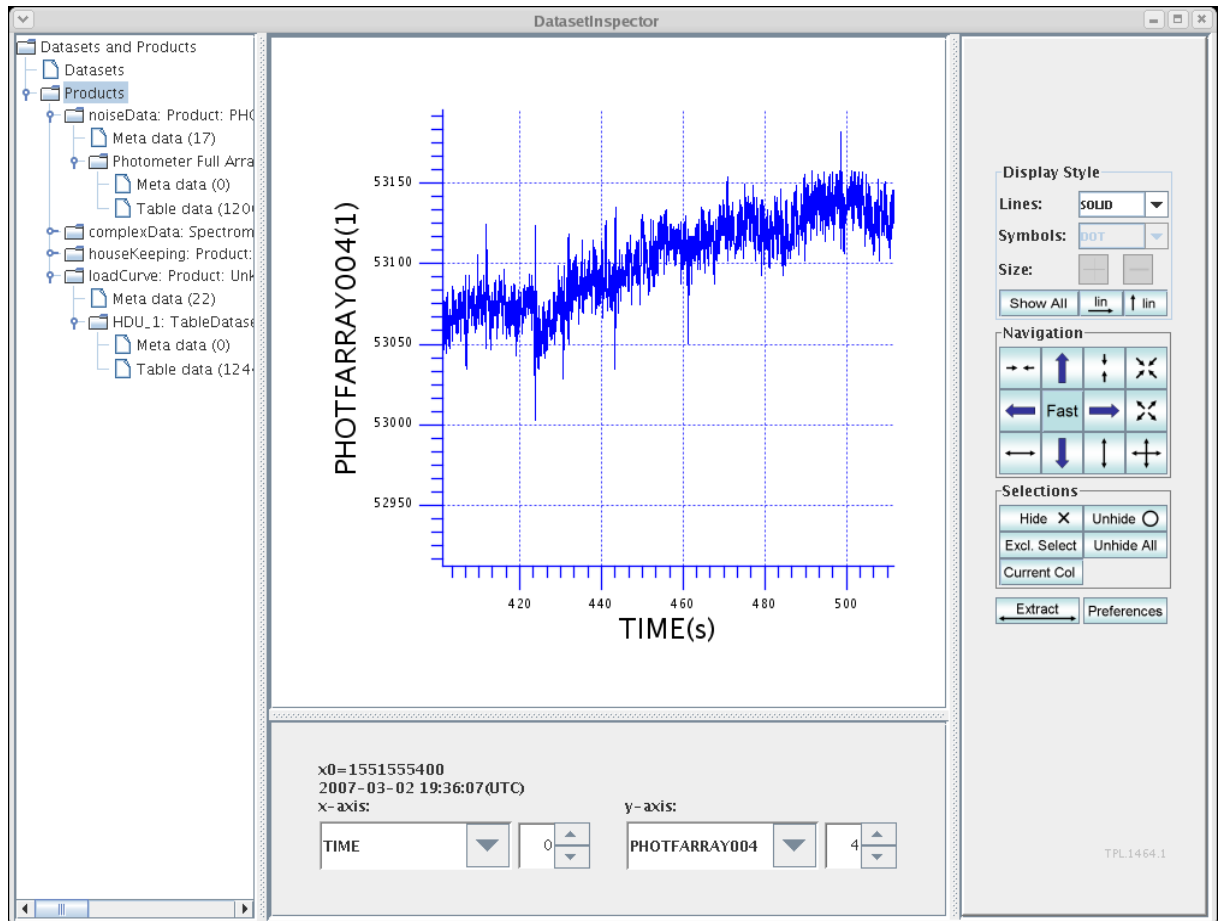 DatasetInspector
Datasets and Products
Datasets
Products
noiseData: Product: PHO
Meta data (17)
Photometer Full Arra
Meta data (0)
Table data (120
complexData: Spectrom
houseKeeping: Product:
loadCurve: Product: Unk
Meta data (22)
HDU_1: TableDatase
Meta data (0)
Table data (124
PHOTFARRAY004(1)
53150
53100
53050
53000
52950
420 440 460 480 500
TIME(s)
x0=1551555400
2007-03-02 19:36:07(UTC)
x-axis: y-axis:
TIME 0 PHOTFARRAY004 4
Display Style
Lines: SOLID
Symbols: DOT
Size:
Show All lin lin
Navigation
Fast
Selections
Hide Unhide
Excl. Select Unhide All
Current Col
Extract Preferences
TPL.1464.1